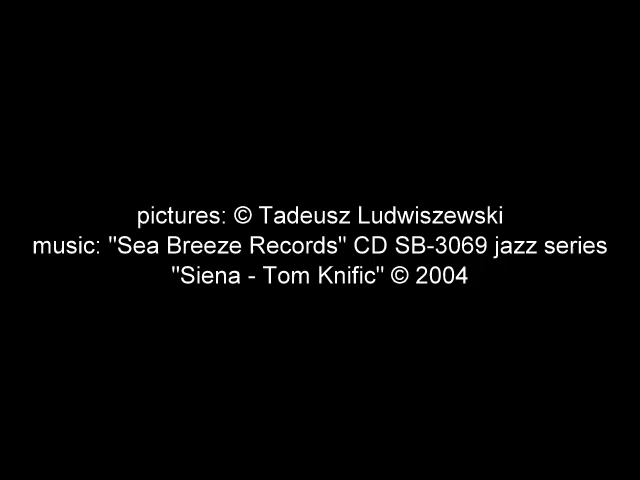 pictures: © Tadeusz Ludwiszewski
music: "Sea Breeze Records" CD SB-3069 jazz series
"Siena - Tom Knific" © 2004